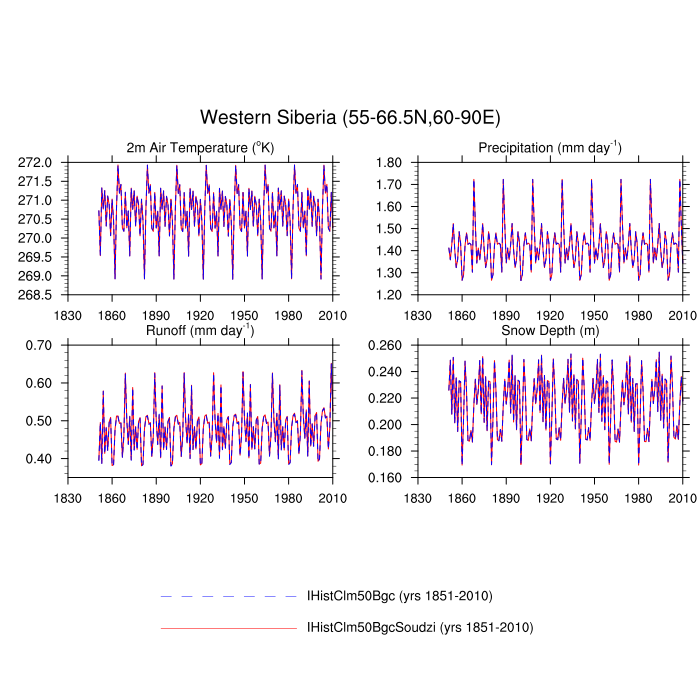 Western Siberia (55-66.5N,60-90E)
2m Air Temperature (°K)
Precipitation (mm day-1)
272.0
271.5
271.0
270.5
270.0
269.5
269.0
268.5
1830 1860 1890 1920 1950 1980 2010
1.80
1.70
1.60
1.50
1.40
1.30
1.20
1830 1860 1890 1920 1950 1980 2010
Runoff (mm day-1)
Snow Depth (m)
0.70
0.60
0.50
0.40
1830 1860 1890 1920 1950 1980 2010
0.260
0.240
0.220
0.200
0.180
0.160
1830 1860 1890 1920 1950 1980 2010
IHistClm50Bgc (yrs 1851-2010)
IHistClm50BgcSoudzi (yrs 1851-2010)